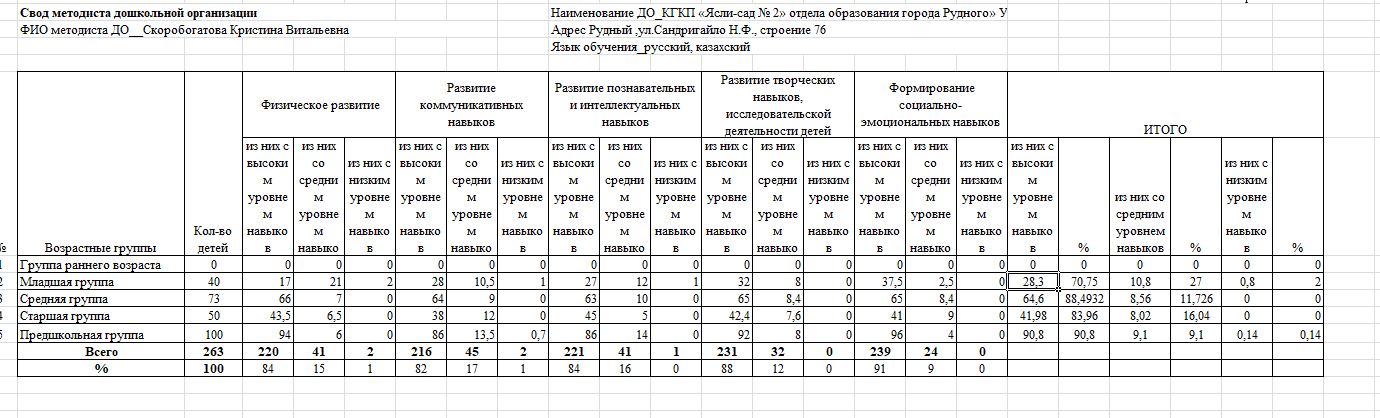 Свод методиста дошкольной организации Наименование ДО_КГКП «Ясли-сад № 2» отдела образования города Рудного» У
ФИО методиста ДО__Скоробогатова Кристина Витальевна Адрес Рудный ,ул.Сандригайло Н.Ф., строение 76
Язык обучения_русский, казахский
№ Возрастные группы Кол-во детей Физическое развитие Развитие коммуникативных навыков Развитие познавательных и интеллектуальных навыков Развитие творческих навыков, исследовательской деятельности детей Формирование социально-эмоциональных навыков ИТОГО
из них с высоким уровнем навыков из них со средним уровнем навыко из них с низким уровнем навыков из них с высоким уровнем навыков из них со средним уровнем навыко из них с низким уровнем навыков из них с высоким уровнем навыков из них со средним уровнем навыко из них с низким уровнем навыков из них с высоким уровнем навыков из них со средним уровнем навыко из них с низким уровнем навыков из них с высоким уровнем навыков из них со средним уровнем навыко из них с низким уровнем навыков из них с высоким уровнем навыков % из них со средним уровнем навыков % из них с низким уровнем навыков %
1 Группа раннего возраста 0 0 0 0 0 0 0 0 0 0 0 0 0 0 0 0 0 0 0 0 0 0
2 Младшая группа 40 17 21 2 28 10,5 1 27 12 1 32 8 0 37,5 2,5 0 28,3 70,75 10,8 27 0,8 2
3 Средняя группа 73 66 7 0 64 9 0 63 10 0 65 8,4 0 65 8,4 0 64,6 88,4932 8,56 11,726 0 0
4 Старшая группа 50 43,5 6,5 0 38 12 0 45 5 0 42,4 7,6 0 41 9 0 41,98 83,96 8,02 16,04 0 0
5 Предшкольная группа 100 94 6 0 86 13,5 0,7 86 14 0 92 8 0 96 4 0 90,8 90,8 9,1 9,1 0,14 0,14
Всего 263 220 41 2 216 45 2 221 41 1 231 32 0 239 24 0
% 100 84 15 1 82 17 1 84 16 0 88 12 0 91 9 0